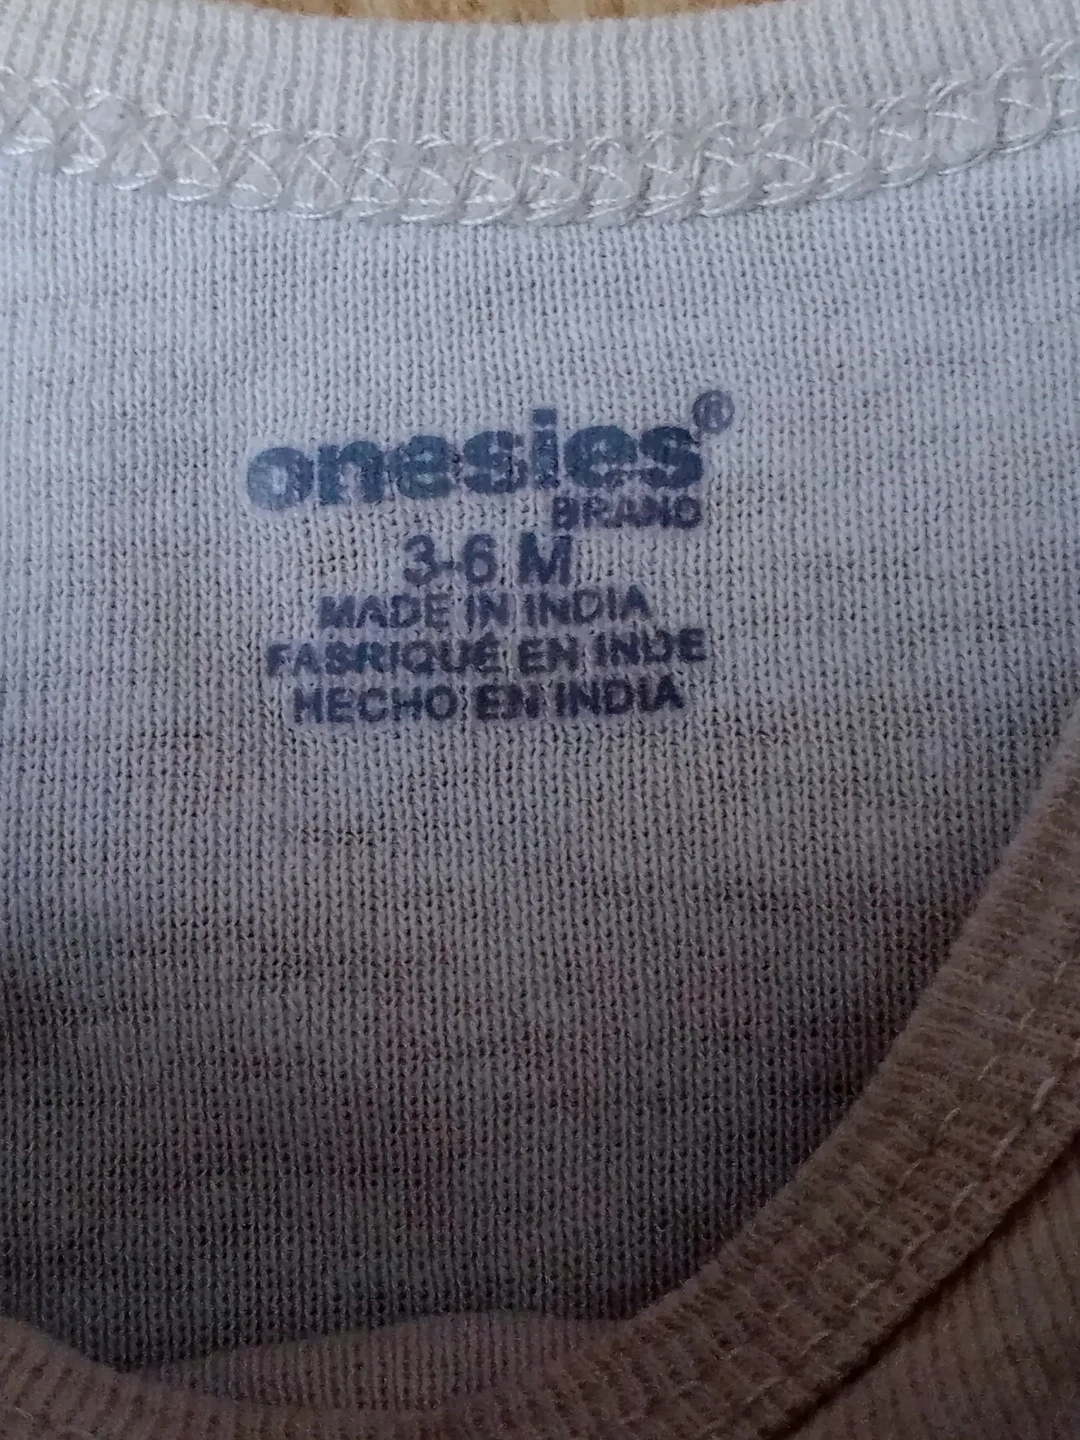 onesies®
BRAND
3-6 M
MADE IN INDIA
FABRIQUÉ EN INDE
HECHO EN INDIA